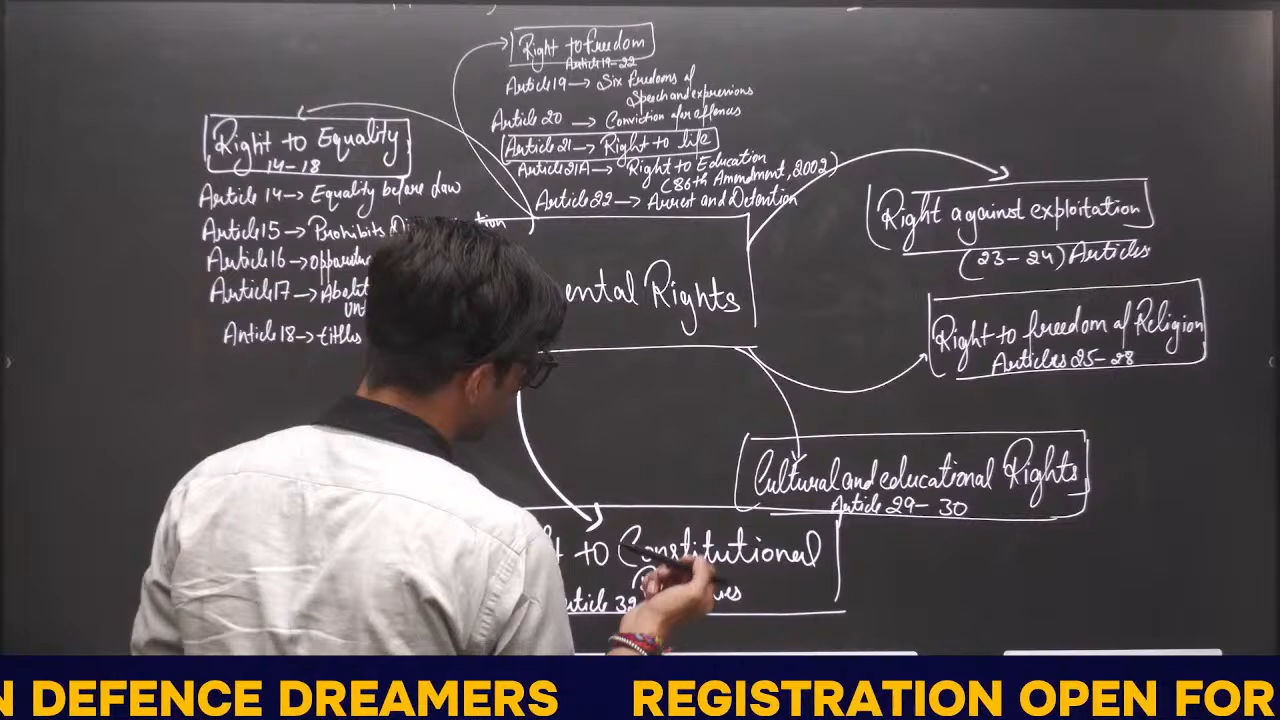 Right to freedom
Article 19-22
Article 19 → Six freedoms of
Speech and expressions
Article 20 → Conviction of or offences
Article 21 → Right to life
Article 21A → Right to Education
(86th Amendment, 2002)
Article 22 → Arrest and Detention
Right to Equality
14-18
Article 14 → Equality before law
Article 15 → Prohibits
Article 16 →
Article 17 →
Article 18 → titles
ental Rights
Right against exploitation
(23-24) Articles
Right to freedom of Religion
Articles 25-28
Cultural and educational Rights
Article 29-30
to Constitutional
32
N DEFENCE DREAMERS REGISTRATION OPEN FOR